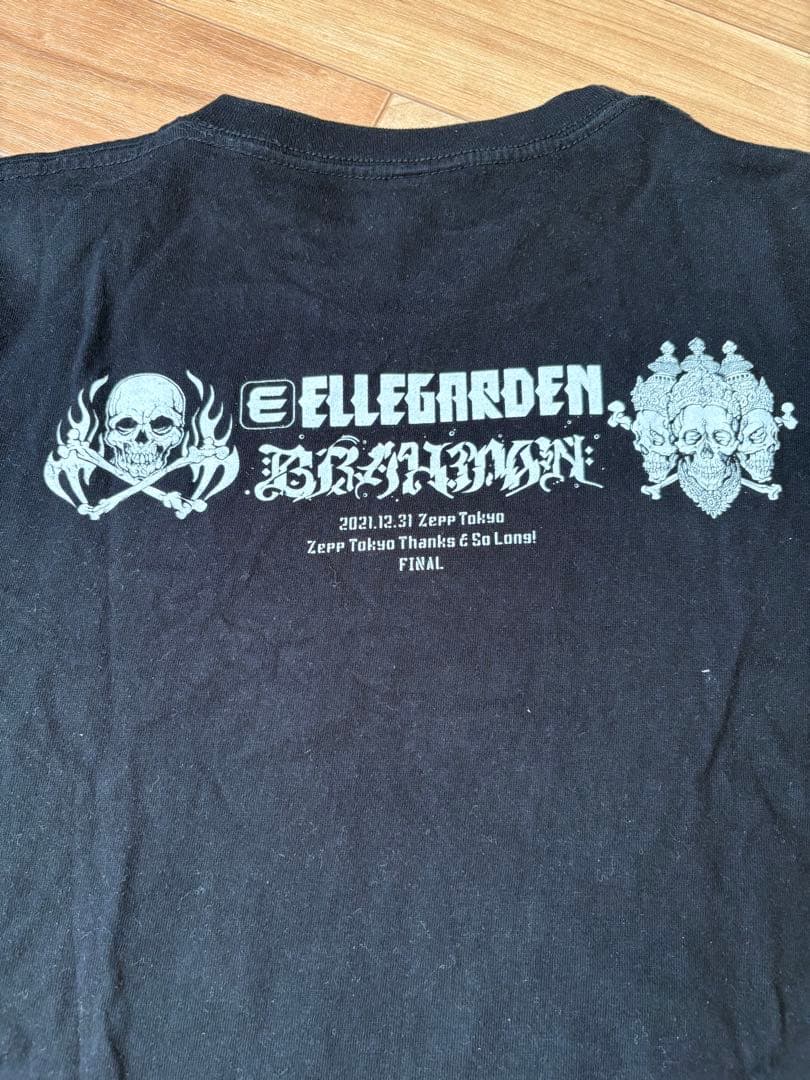 E ELLEGARDEN
BRAHMAN
2021.12.31 Zepp Tokyo
Zepp Tokyo Thanks & So Long!
FINAL